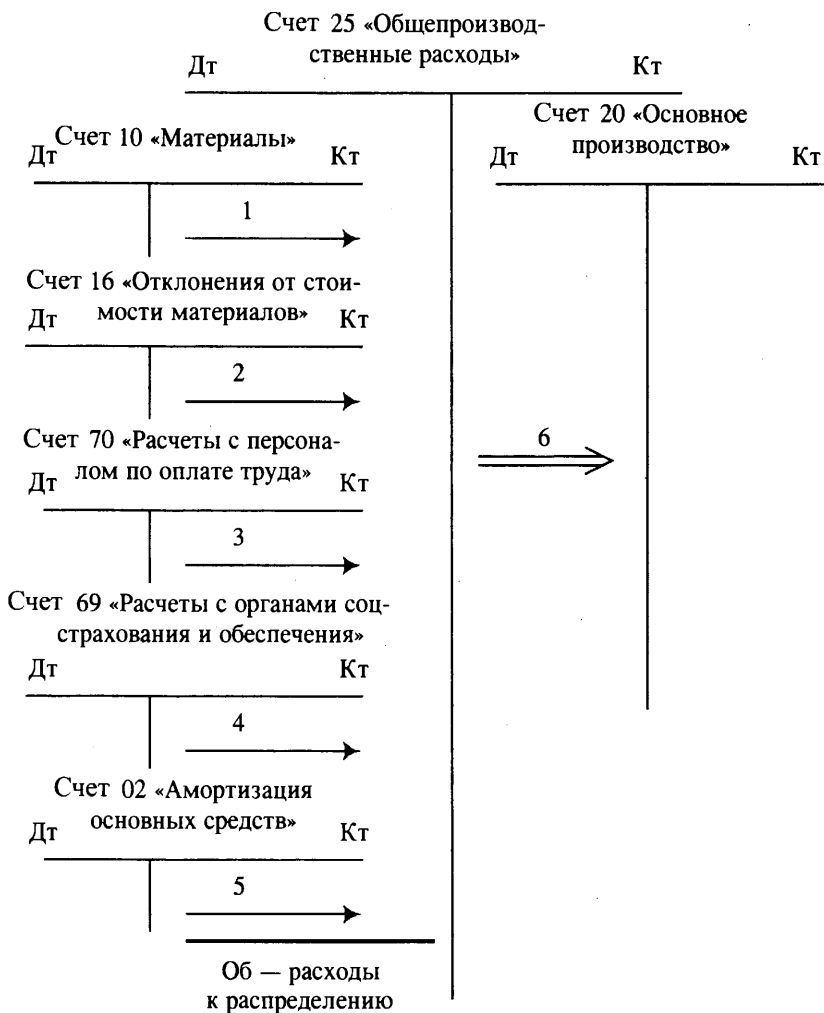 Счет 25 «Общепроизвод-
ственные расходы»
Дт Кт
Счет 10 «Материалы»
Дт Кт
1
Счет 16 «Отклонения от стои-
мости материалов»
Дт Кт
2
Счет 70 «Расчеты с персона-
лом по оплате труда»
Дт Кт
3
Счет 69 «Расчеты с органами соц-
страхования и обеспечения»
Дт Кт
4
Счет 02 «Амортизация
основных средств»
Дт Кт
5
Об — расходы
к распределению
6
Счет 20 «Основное
производство»
Дт Кт